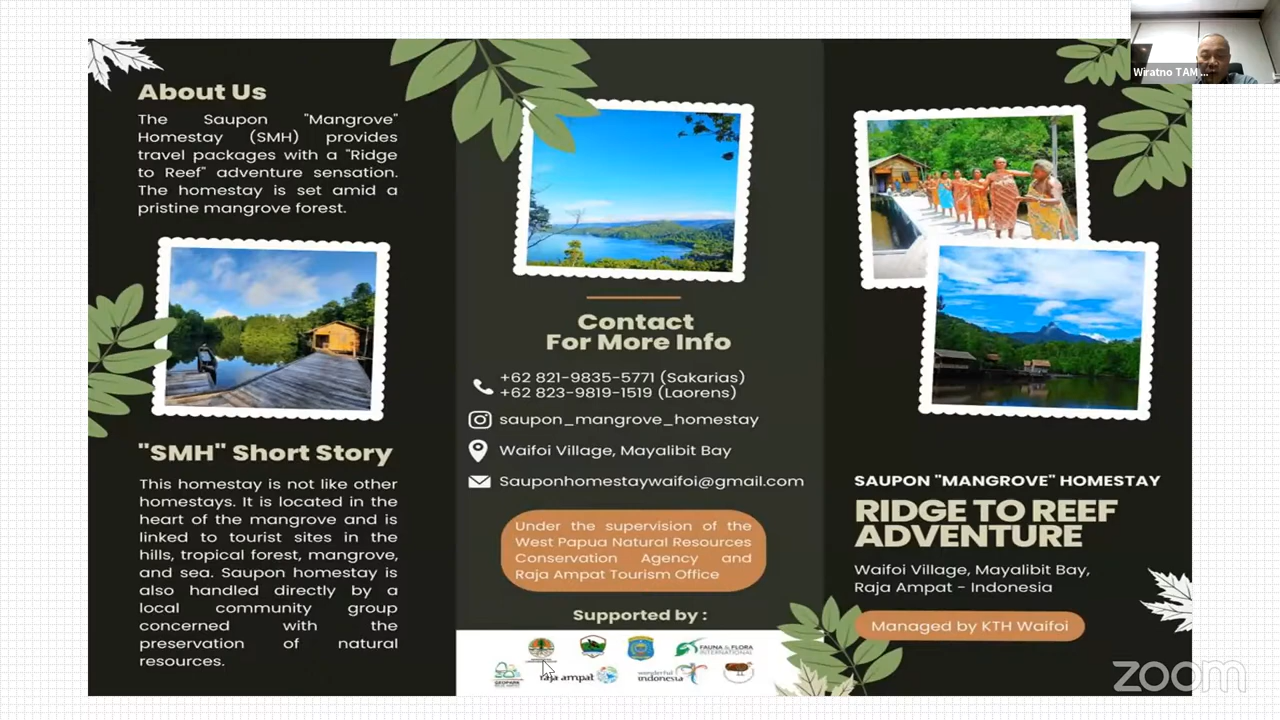 About Us
The Saupon "Mangrove"
Homestay (SMH) provides
travel packages with a "Ridge
to Reef" adventure sensation.
The homestay is set amid a
pristine mangrove forest.
"SMH" Short Story
This homestay is not like other
homestays. It is located in the
heart of the mangrove and is
linked to tourist sites in the
hills, tropical forest, mangrove,
and sea. Saupon homestay is
also handled directly by a
local community group
concerned with the
preservation of natural
resources.
Contact
For More Info
+62 821-9835-5771 (Sakarias)
+62 823-9819-1519 (Laorens)
saupon_mangrove_homestay
Waifoi Village, Mayalibit Bay
Sauponhomestaywaifoi@gmail.com
Under the supervision of the
West Papua Natural Resources
Conservation Agency and
Raja Ampat Tourism Office
Supported by :
FAUNA & FLORA
INTERNATIONAL
GEOPARK
raja ampat
wonderful
indonesia
SAUPON "MANGROVE" HOMESTAY
RIDGE TO REEF
ADVENTURE
Waifoi Village, Mayalibit Bay,
Raja Ampat - Indonesia
Managed by KTH Waifoi
Wiratno TAM ...
zoom